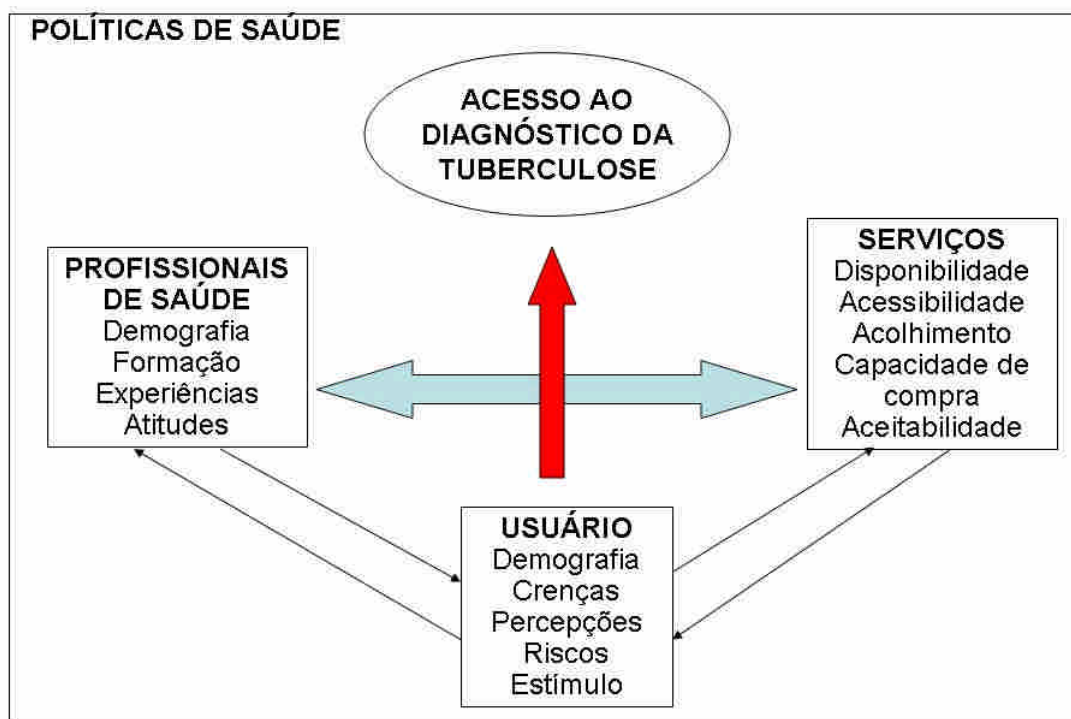 POLÍTICAS DE SAÚDE
ACESSO AO
DIAGNÓSTICO DA
TUBERCULOSE
PROFISSIONAIS
DE SAÚDE
Demografia
Formação
Experiências
Atitudes
SERVIÇOS
Disponibilidade
Acessibilidade
Acolhimento
Capacidade de
compra
Aceitabilidade
USUÁRIO
Demografia
Crenças
Percepções
Riscos
Estímulo